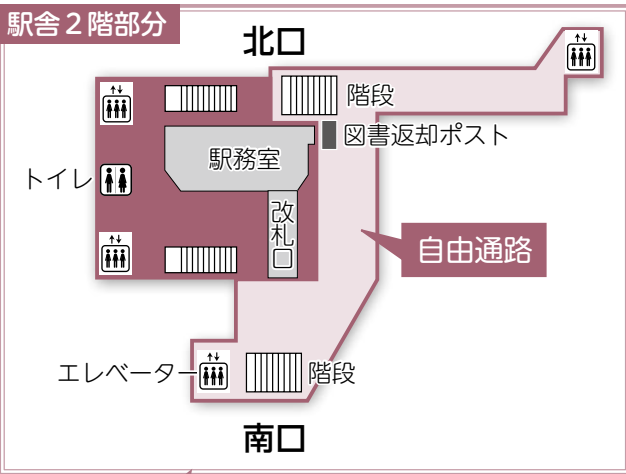 駅舎２階部分
北口
階段
図書返却ポスト
駅務室
トイレ
改札口
自由通路
エレベーター
階段
南口